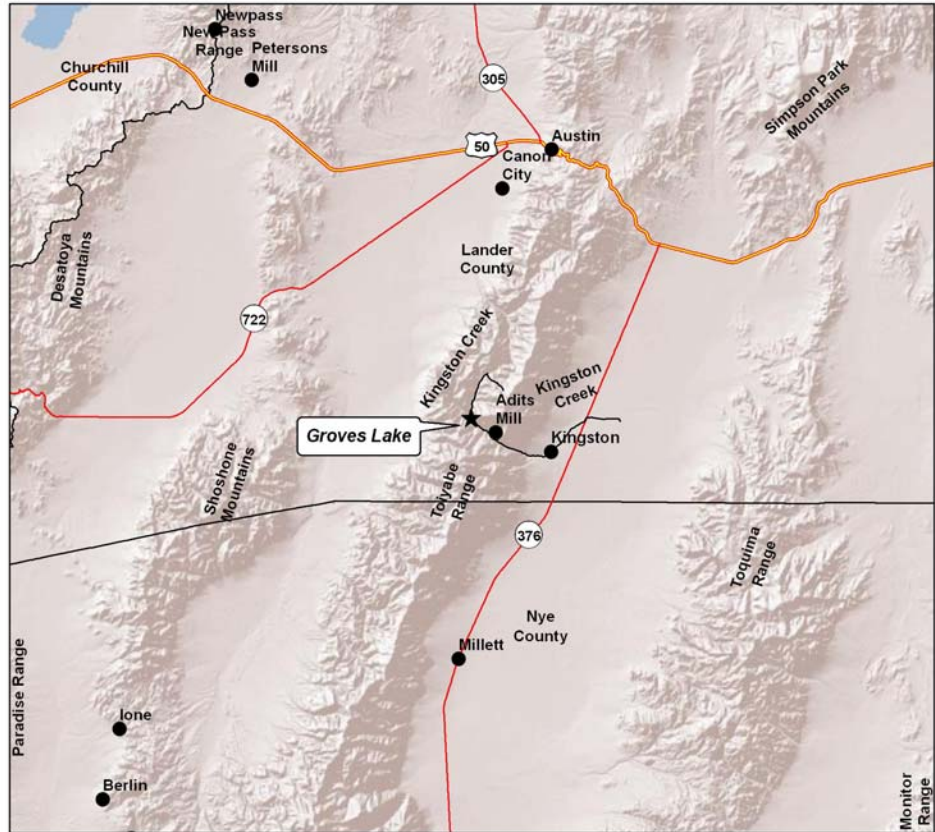 Newpass
New Pass
Range
Petersons
Mill
Churchill
County
305
Simpson Park
Mountains
50
Austin
Canon
City
Desatoya
Mountains
Lander
County
722
Kingston Creek
Kingston
Creek
Adits
Mill
Groves Lake
Kingston
Shoshone
Mountains
Toiyabe
Range
376
Toquima
Range
Nye
County
Millett
Paradise Range
Ione
Berlin
Monitor
Range